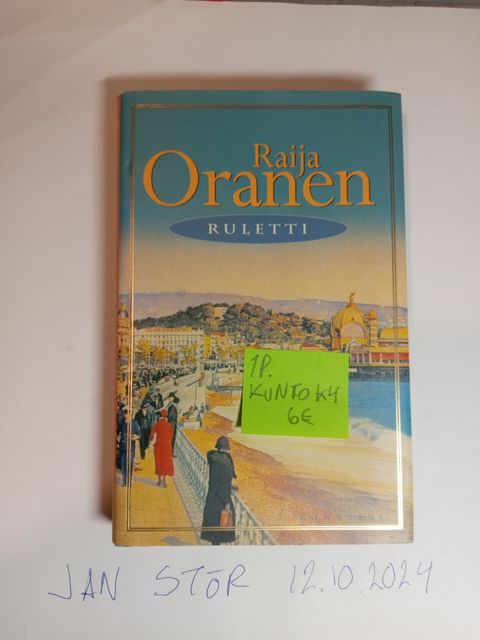 Raija
Oranen
RULETTI
1P.
KUNTO K4
6€
JAN STÖR 12.10.2024